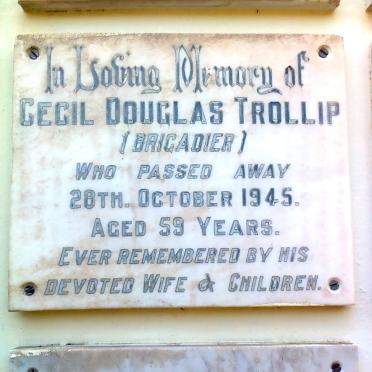 In Loving Memory of
CECIL DOUGLAS TROLLIP
(BRIGADIER)
WHO PASSED AWAY
28TH. OCTOBER 1945.
AGED 59 YEARS.
EVER REMEMBERED BY HIS
DEVOTED WIFE & CHILDREN.